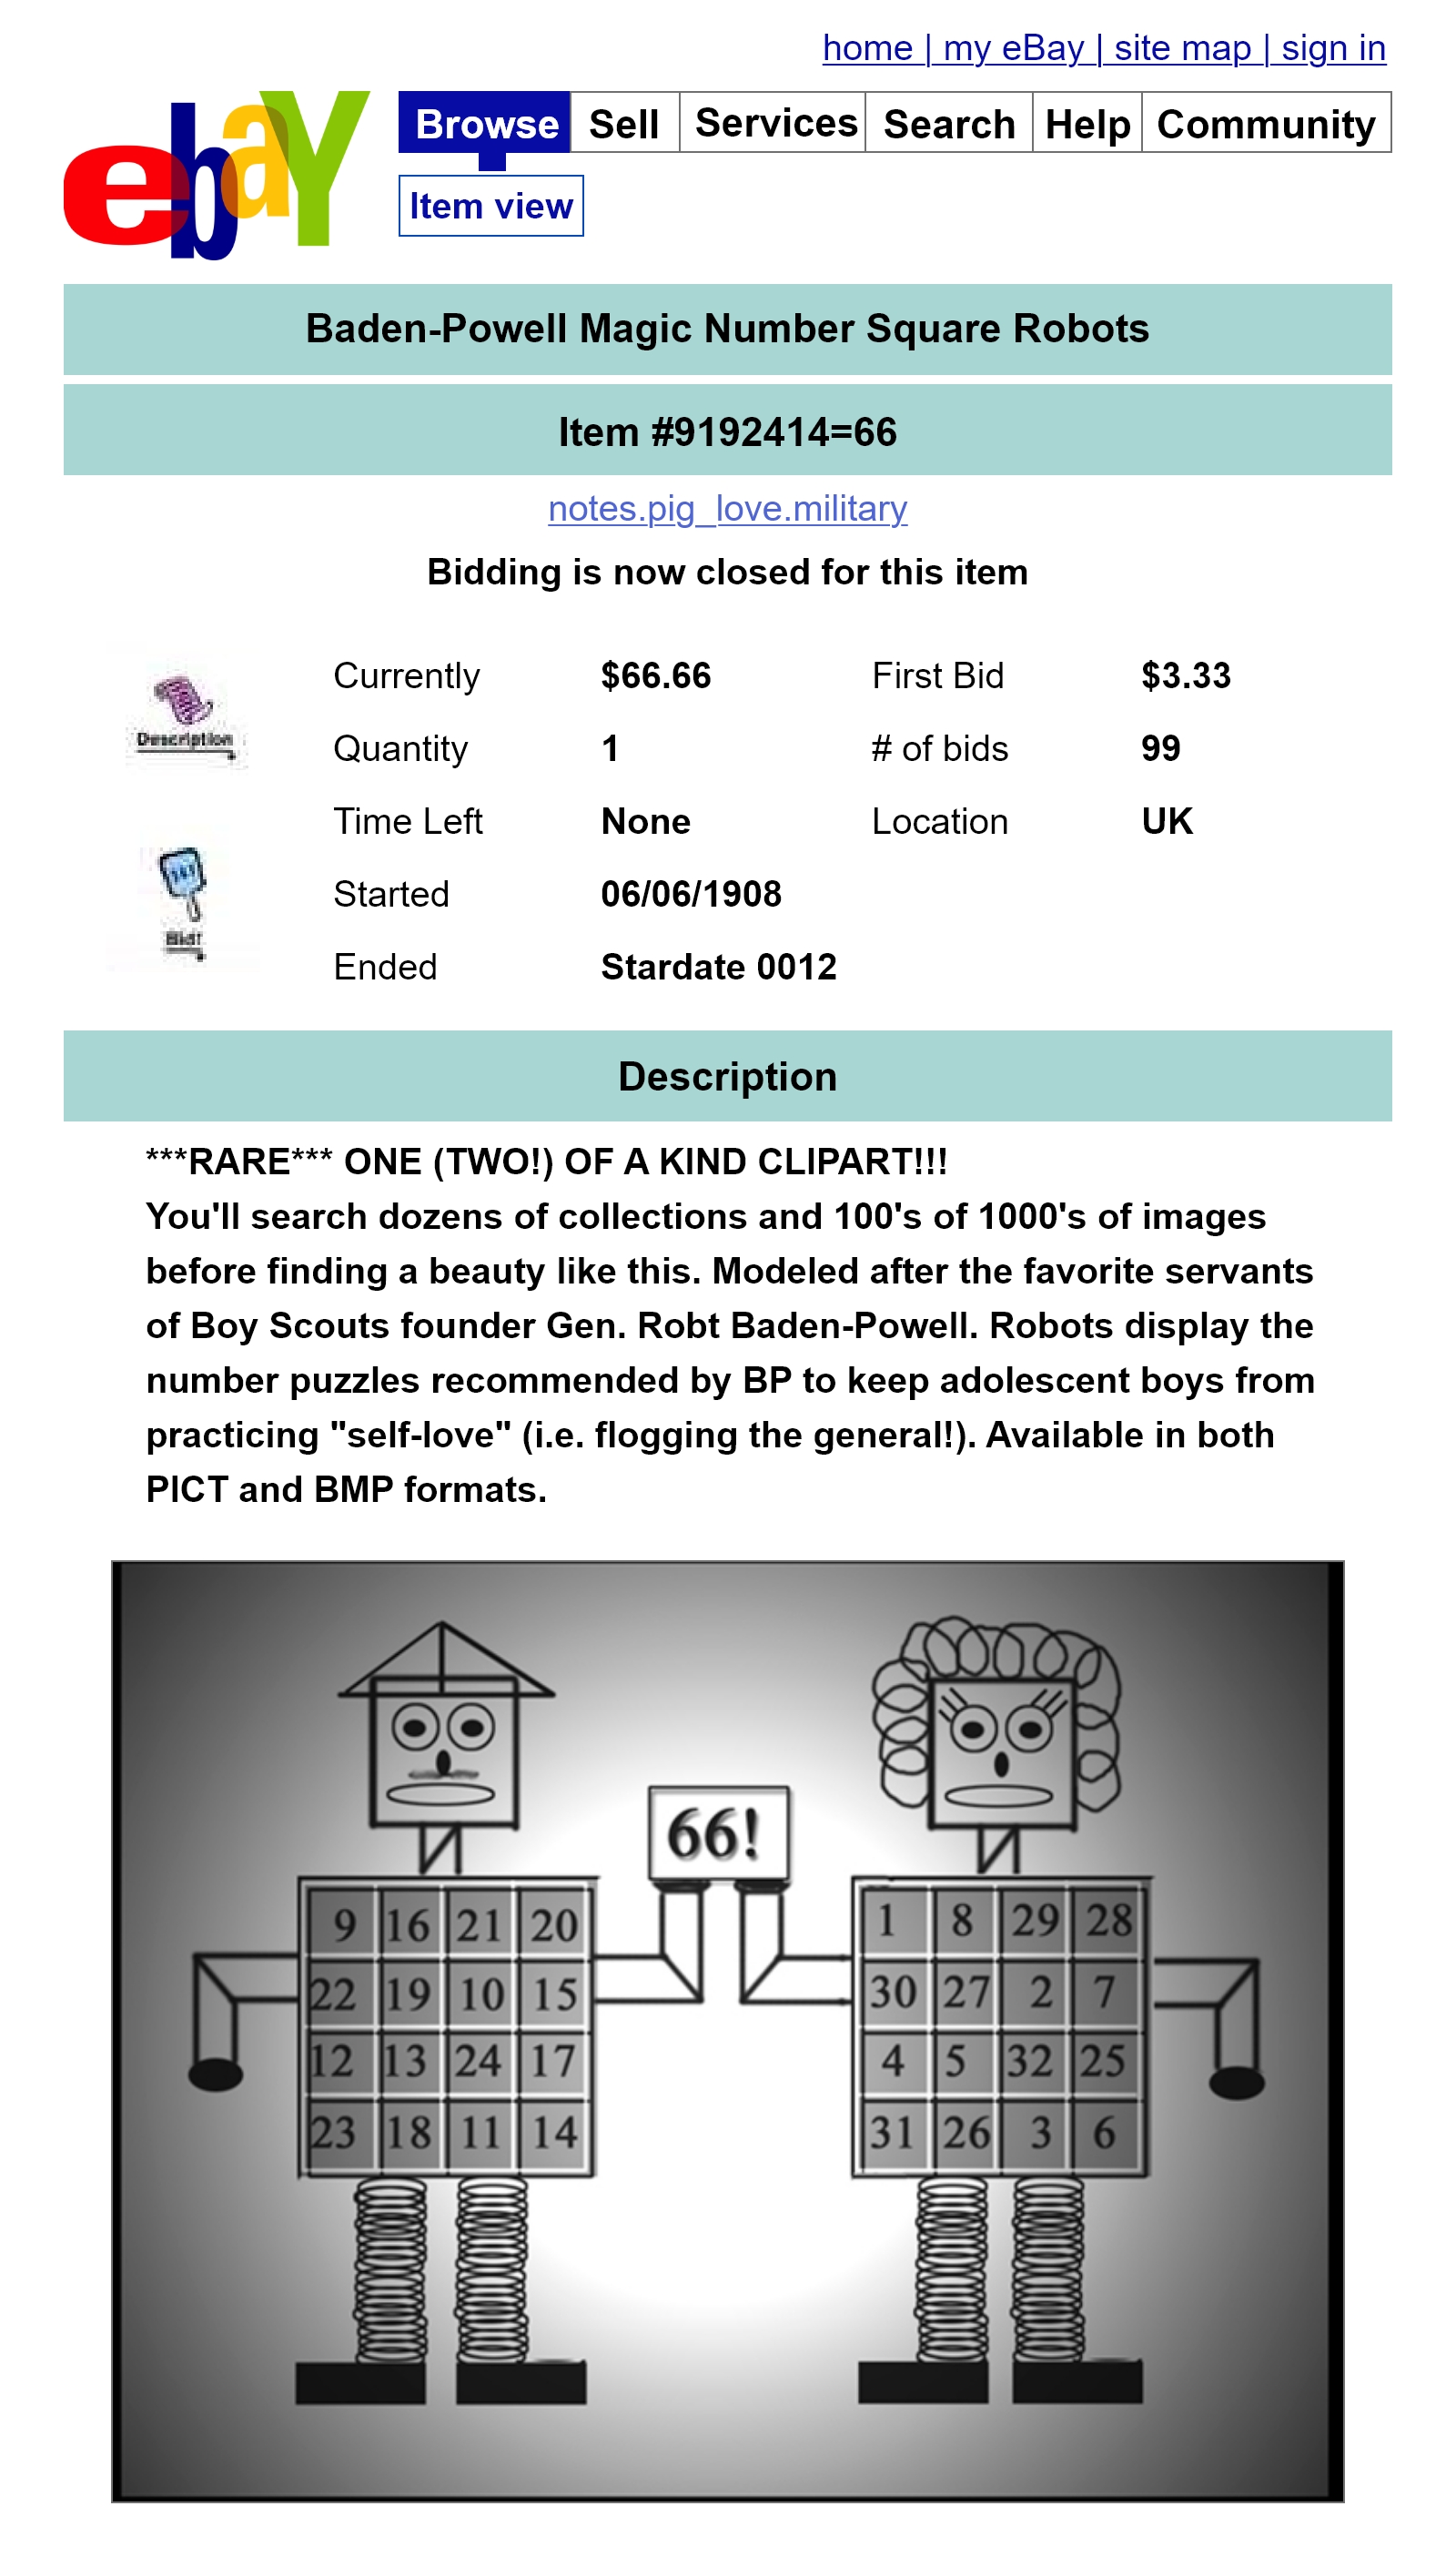 home | my eBay | site map | sign in
ebaY
Browse Sell Services Search Help Community
Item view
Baden-Powell Magic Number Square Robots
Item #9192414=66
notes.pig_love.military
Bidding is now closed for this item
Currently $66.66 First Bid $3.33
Description
Quantity 1 # of bids 99
Time Left None Location UK
Started 06/06/1908
Bid!
Ended Stardate 0012
Description
***RARE*** ONE (TWO!) OF A KIND CLIPART!!!
You'll search dozens of collections and 100's of 1000's of images
before finding a beauty like this. Modeled after the favorite servants
of Boy Scouts founder Gen. Robt Baden-Powell. Robots display the
number puzzles recommended by BP to keep adolescent boys from
practicing "self-love" (i.e. flogging the general!). Available in both
PICT and BMP formats.
66!
9 16 21 20
22 19 10 15
12 13 24 17
23 18 11 14
1 8 29 28
30 27 2 7
4 5 32 25
31 26 3 6